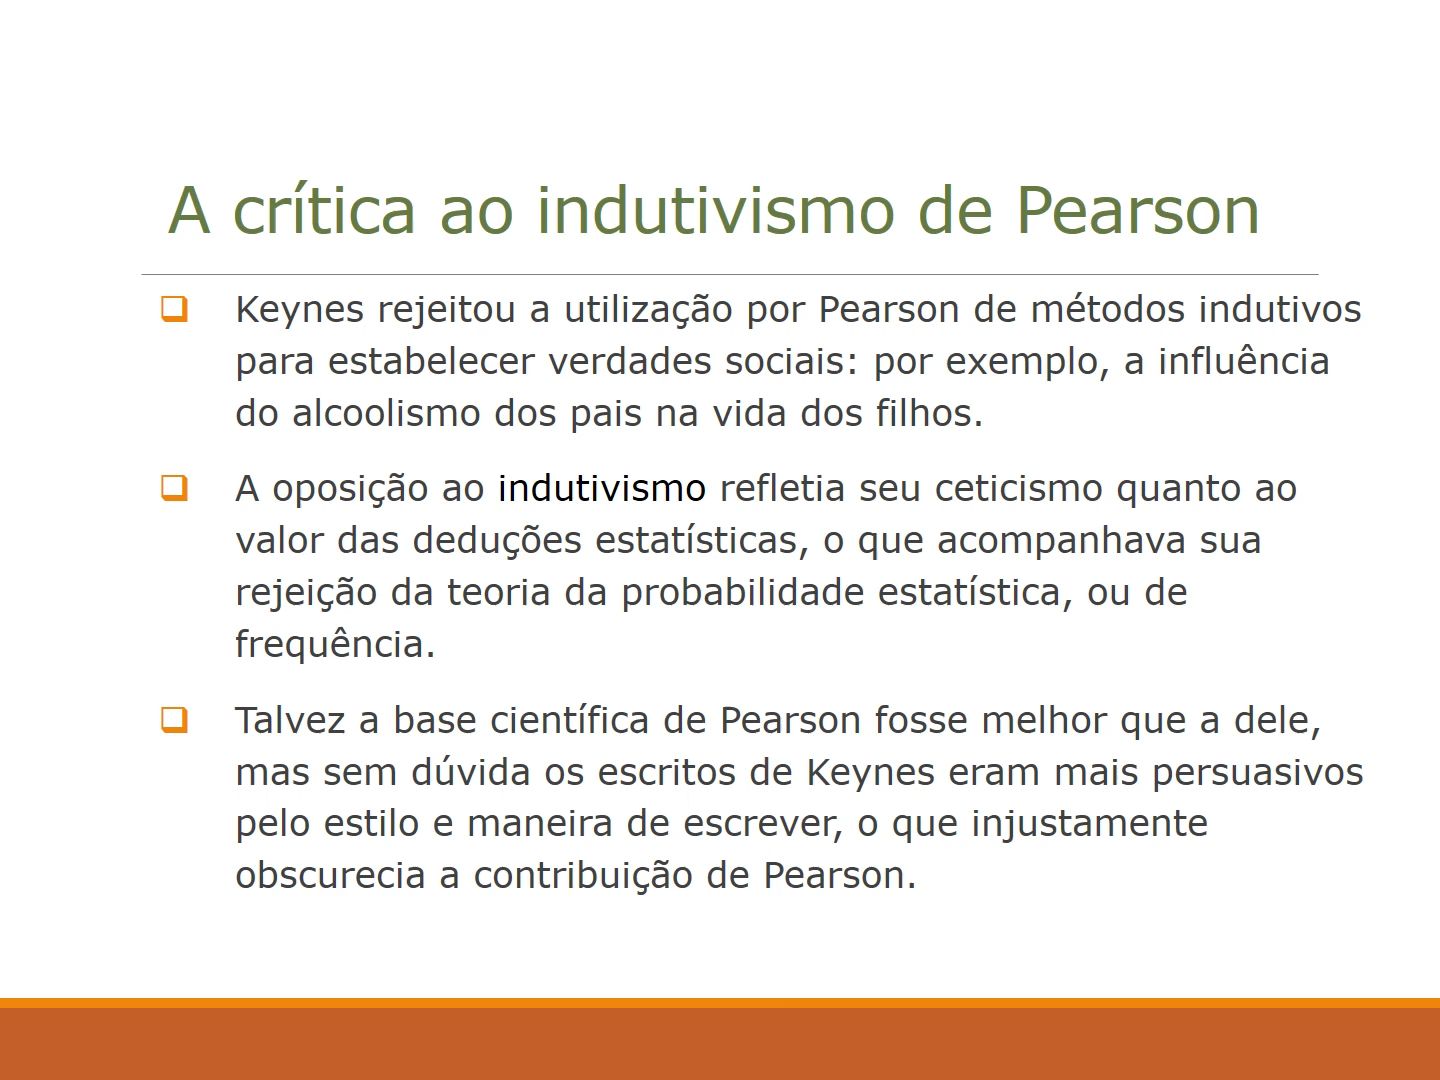 A crítica ao indutivismo de Pearson
Keynes rejeitou a utilização por Pearson de métodos indutivos
para estabelecer verdades sociais: por exemplo, a influência
do alcoolismo dos pais na vida dos filhos.
A oposição ao indutivismo refletia seu ceticismo quanto ao
valor das deduções estatísticas, o que acompanhava sua
rejeição da teoria da probabilidade estatística, ou de
frequência.
Talvez a base científica de Pearson fosse melhor que a dele,
mas sem dúvida os escritos de Keynes eram mais persuasivos
pelo estilo e maneira de escrever, o que injustamente
obscurecia a contribuição de Pearson.